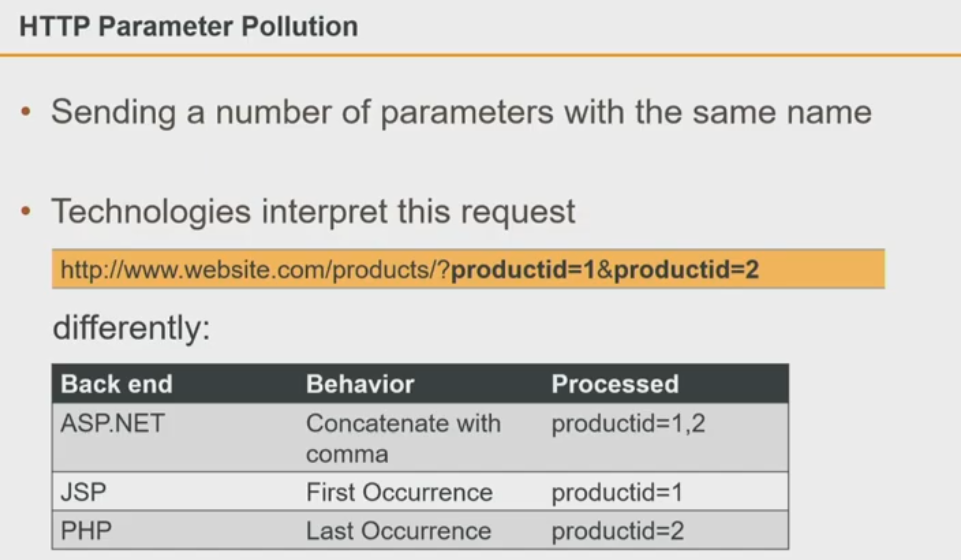 HTTP Parameter Pollution
• Sending a number of parameters with the same name
• Technologies interpret this request
http://www.website.com/products/?productid=1&productid=2
differently:
Back end Behavior Processed
ASP.NET Concatenate with comma productid=1,2
JSP First Occurrence productid=1
PHP Last Occurrence productid=2